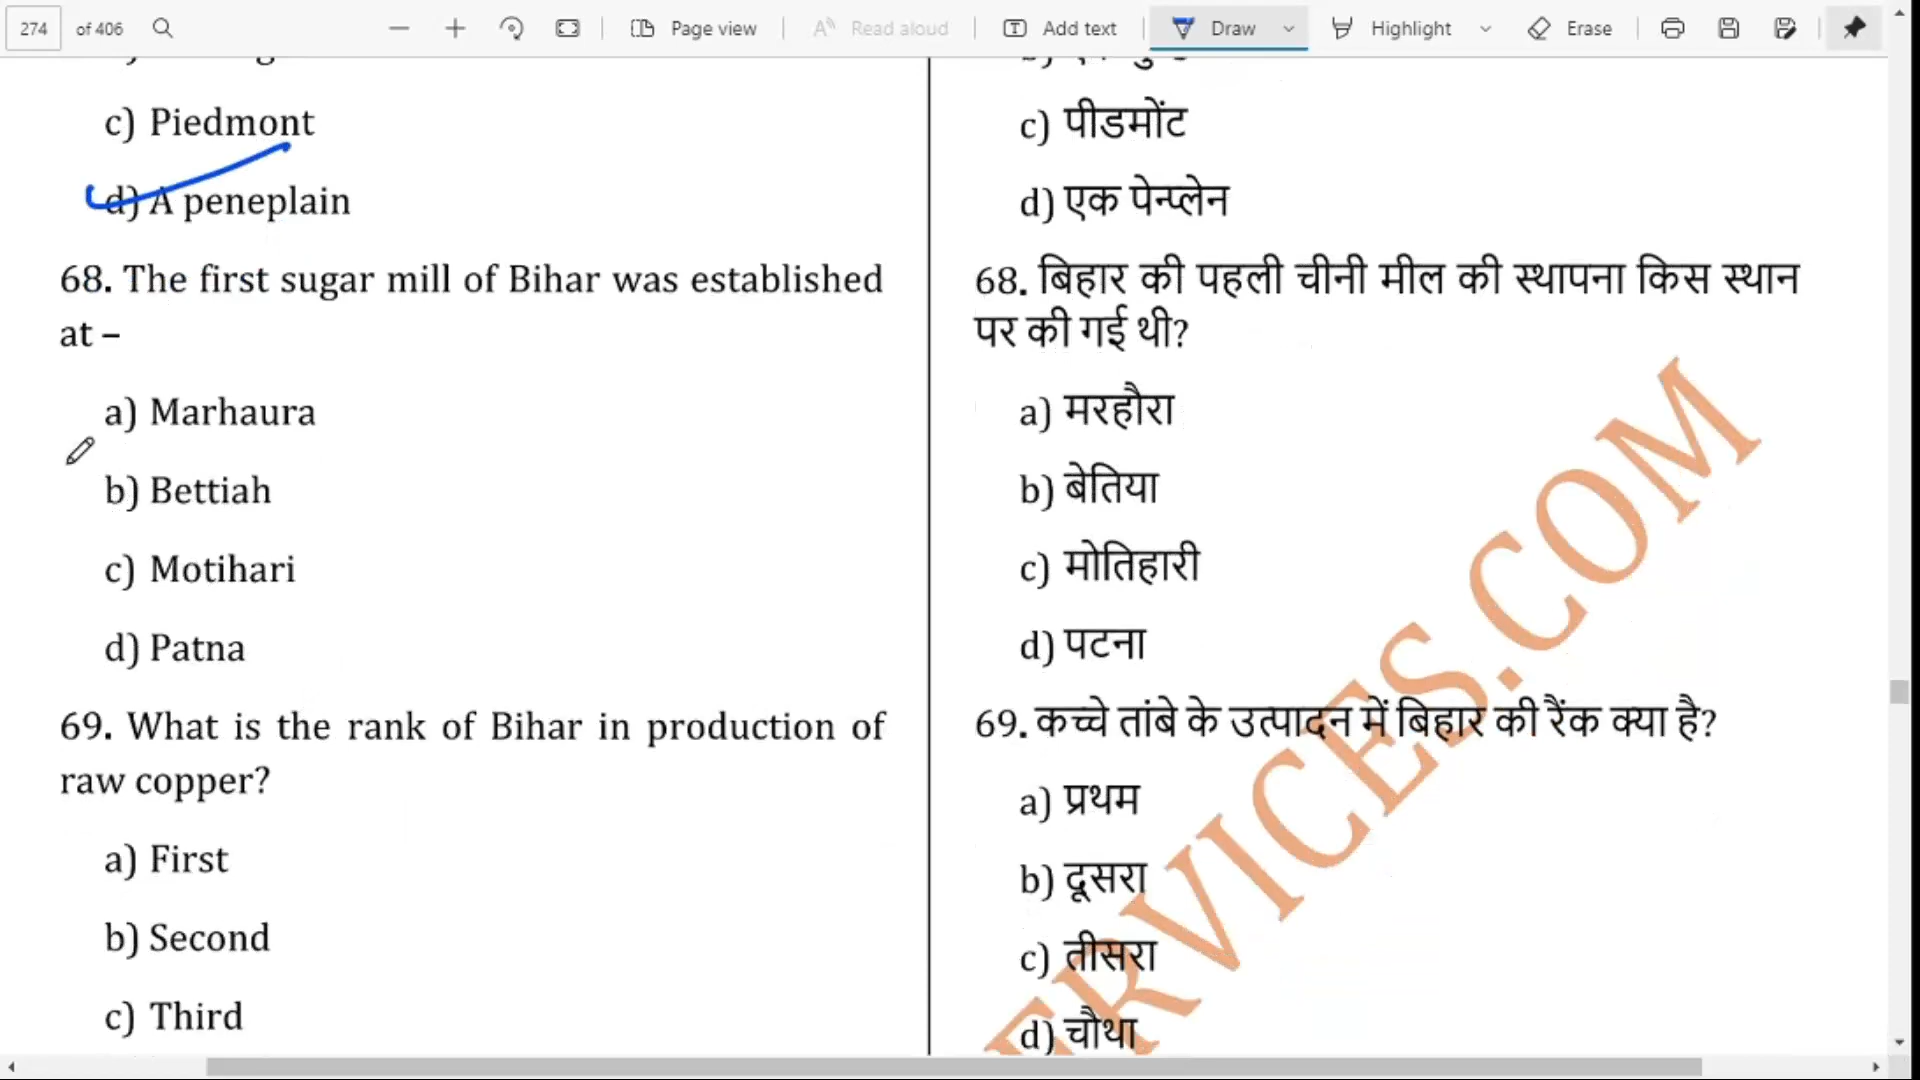 274 of 406 Page view Read aloud Add text Draw Highlight Erase
c) Piedmont
d) A peneplain
68. The first sugar mill of Bihar was established
at –
a) Marhaura
b) Bettiah
c) Motihari
d) Patna
69. What is the rank of Bihar in production of
raw copper?
a) First
b) Second
c) Third
c) पीडमोंट
d) एक पेन्प्लेन
68. बिहार की पहली चीनी मील की स्थापना किस स्थान
पर की गई थी?
a) मरहौरा
b) बेतिया
c) मोतिहारी
d) पटना
69. कच्चे तांबे के उत्पादन में बिहार की रैंक क्या है?
a) प्रथम
b) दूसरा
c) तीसरा
d) चौथा
ERVICES.COM